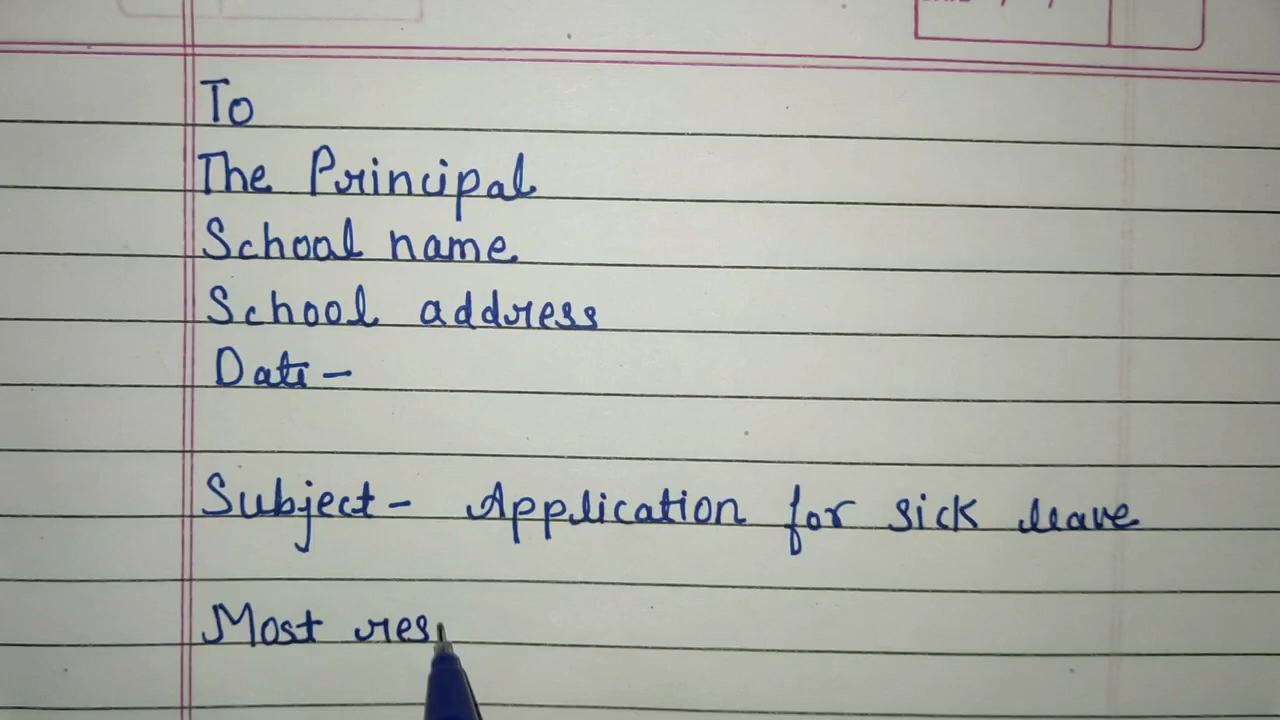 To
The Principal
School name
School address
Date -
Subject - Application for sick leave
Most res